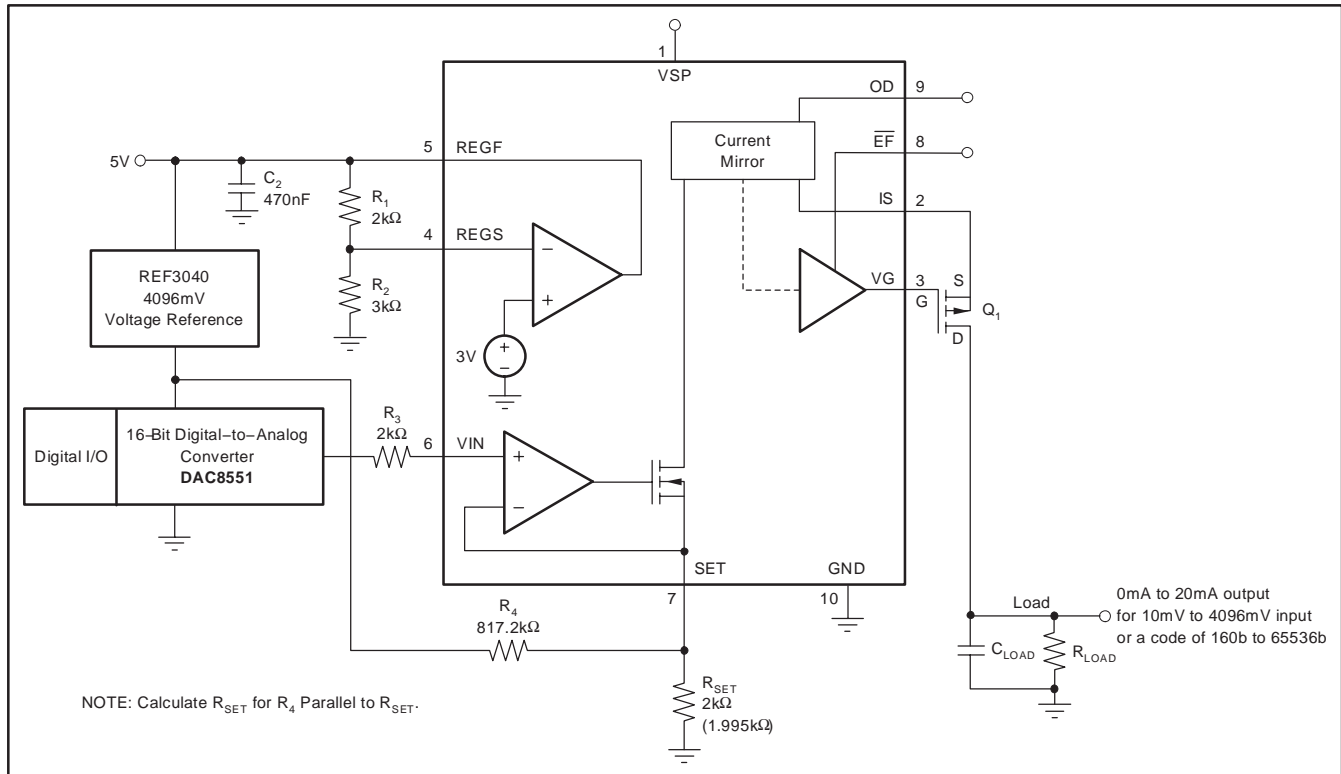 1
VSP
OD 9
Current
Mirror
EF 8
5 REGF
5V
C2
470nF
R1
2kΩ
IS 2
4 REGS
REF3040
4096mV
Voltage Reference
R2
3kΩ
−
+
VG 3
G
S
Q1
D
3V
+
−
R3
2kΩ
6 VIN
Digital I/O
16−Bit Digital−to−Analog
Converter
DAC8551
+
−
SET
GND
7
10
R4
817.2kΩ
Load
0mA to 20mA output
for 10mV to 4096mV input
or a code of 160b to 65536b
CLOAD
RLOAD
RSET
2kΩ
(1.995kΩ)
NOTE: Calculate RSET for R4 Parallel to RSET.